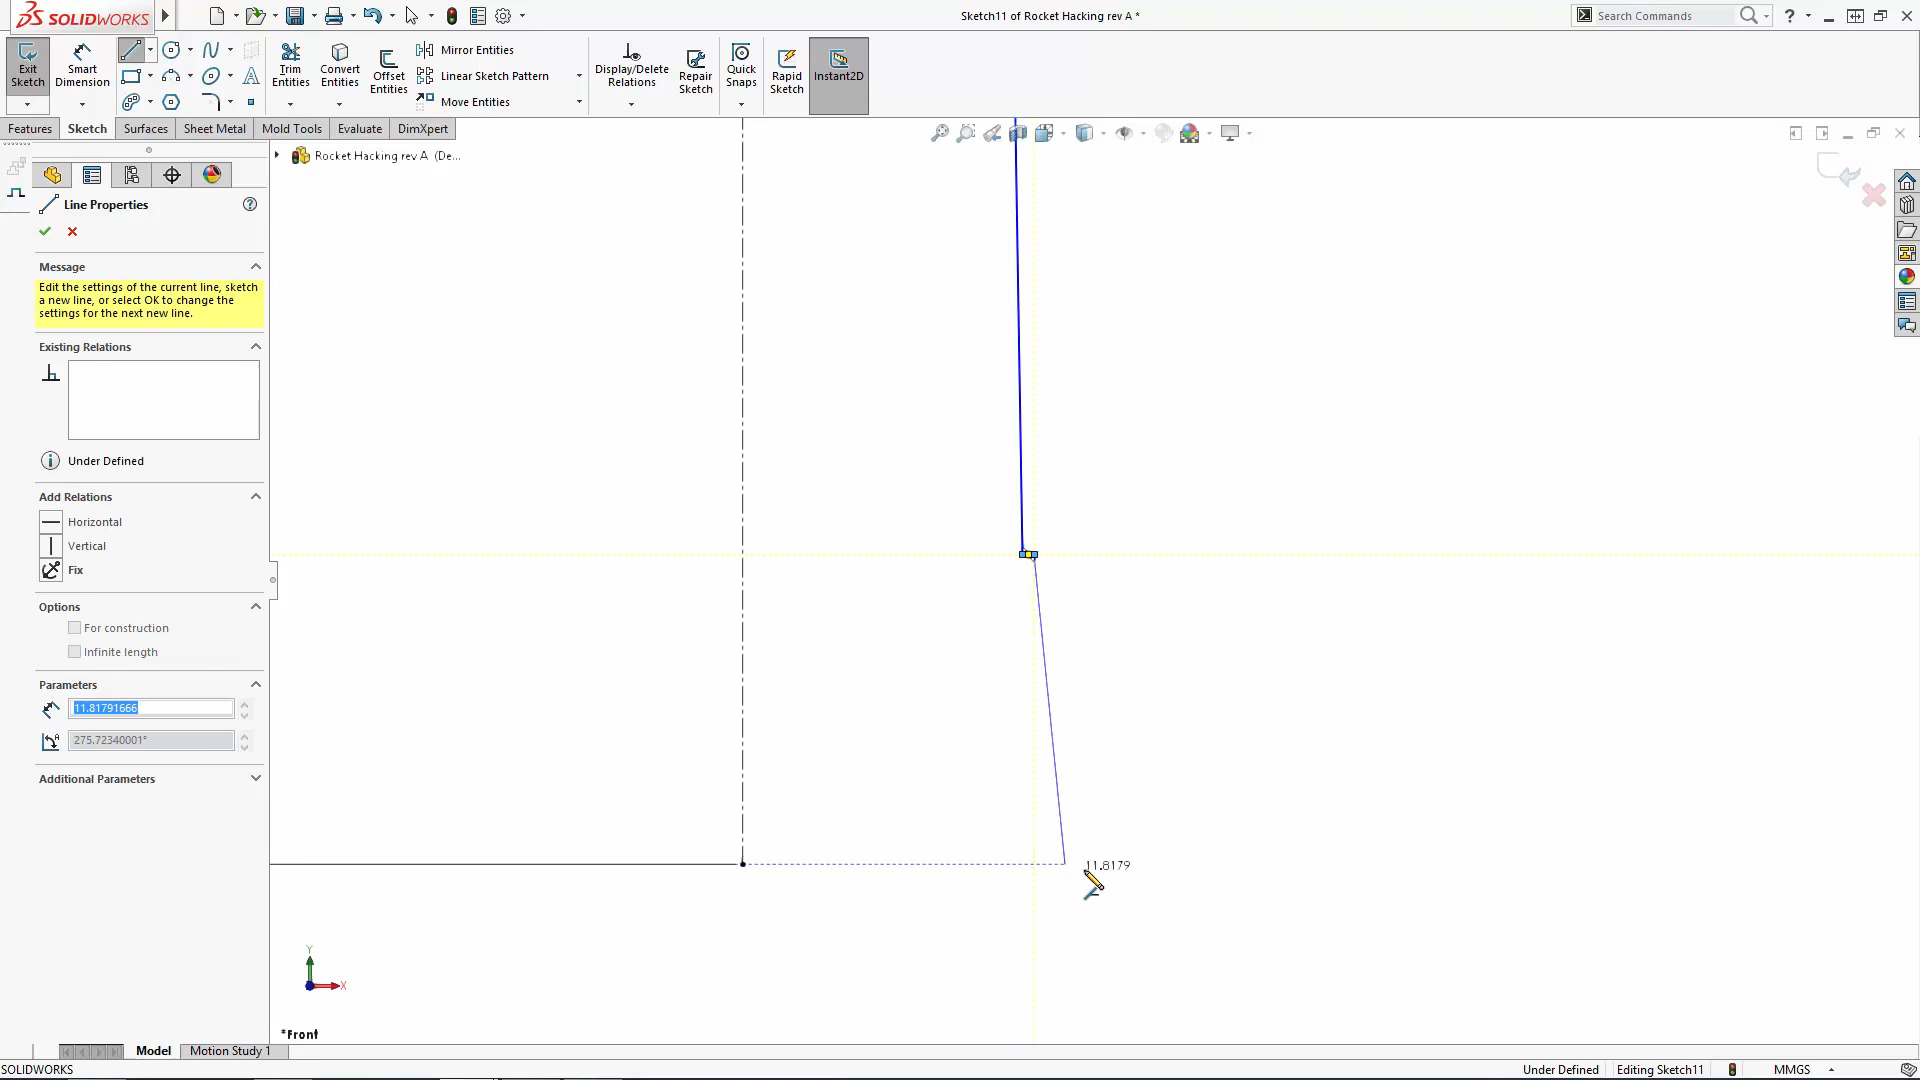 SOLIDWORKS
Sketch11 of Rocket Hacking rev A *
Search Commands
?
Exit Sketch
Smart Dimension
Trim Entities
Convert Entities
Offset Entities
Mirror Entities
Linear Sketch Pattern
Move Entities
Display/Delete Relations
Repair Sketch
Quick Snaps
Rapid Sketch
Instant2D
Features
Sketch
Surfaces
Sheet Metal
Mold Tools
Evaluate
DimXpert
Rocket Hacking rev A (De...
Line Properties
Message
Edit the settings of the current line, sketch
a new line, or select OK to change the
settings for the next new line.
Existing Relations
Under Defined
Add Relations
Horizontal
Vertical
Fix
Options
For construction
Infinite length
Parameters
11.81791666
275.72340001°
Additional Parameters
11.8179
Y
X
*Front
Model
Motion Study 1
SOLIDWORKS
Under Defined
Editing Sketch11
MMGS